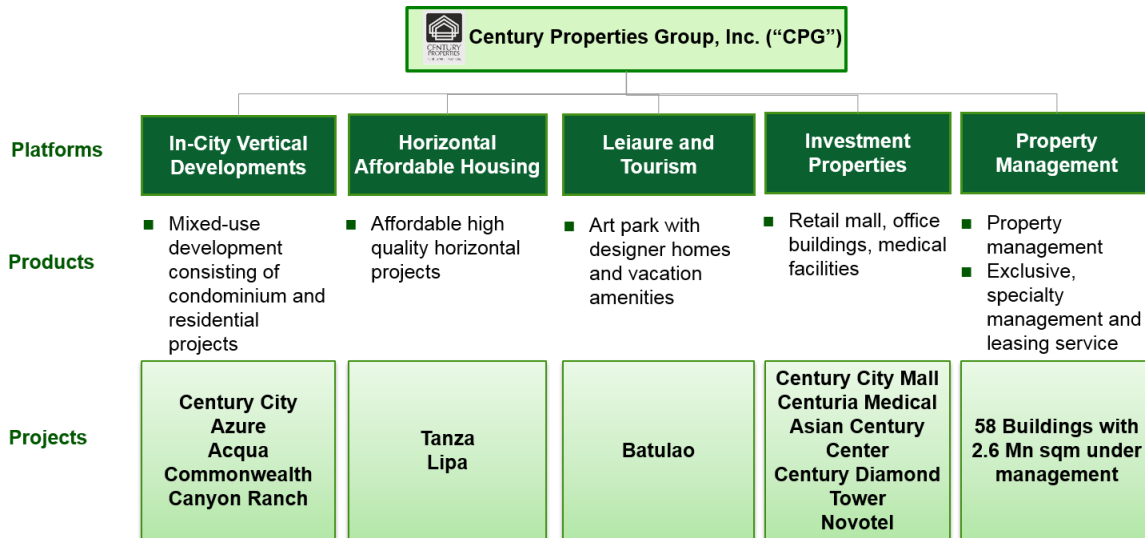 CENTURY
PROPERTIES
Century Properties Group, Inc. (“CPG”)
Platforms
In-City Vertical
Developments
Horizontal
Affordable Housing
Leiaure and
Tourism
Investment
Properties
Property
Management
Products
■ Mixed-use
development
consisting of
condominium and
residential
projects
■ Affordable high
quality horizontal
projects
■ Art park with
designer homes
and vacation
amenities
■ Retail mall, office
buildings, medical
facilities
■ Property
management
■ Exclusive,
specialty
management and
leasing service
Projects
Century City
Azure
Acqua
Commonwealth
Canyon Ranch
Tanza
Lipa
Batulao
Century City Mall
Centuria Medical
Asian Century
Center
Century Diamond
Tower
Novotel
58 Buildings with
2.6 Mn sqm under
management